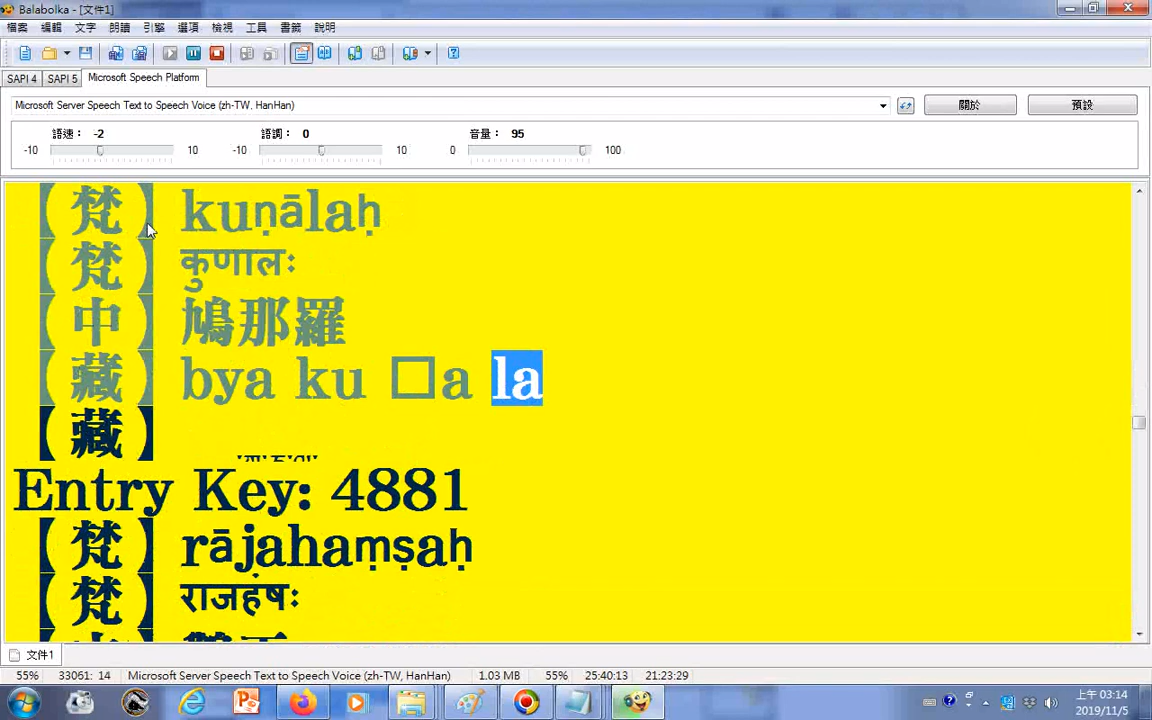 Balabolka - [文件1]
檔案 編輯 文字 朗讀 引擎 選項 檢視 工具 書籤 說明
SAPI 4 SAPI 5 Microsoft Speech Platform
Microsoft Server Speech Text to Speech Voice (zh-TW, HanHan) 關於 預設
語速： -2 語調： 0 音量： 95
-10 10 -10 10 0 100
【梵】 kuṇālaḥ
【梵】 कुणालः
【中】 鳩那羅
【藏】 bya ku □a la
【藏】
Entry Key: 4881
【梵】 rājahaṃṣaḥ
【梵】 राजहंषः
文件1
55% 33061: 14 Microsoft Server Speech Text to Speech Voice (zh-TW, HanHan) 1.03 MB 55% 25:40:13 21:23:29
上午 03:14
2019/11/5